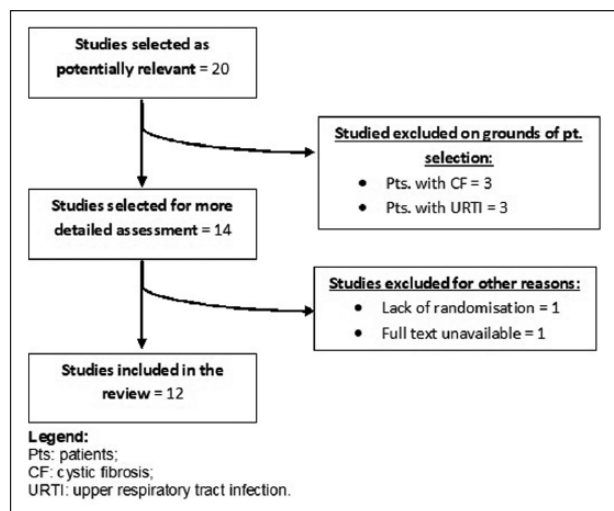 Studies selected as
potentially relevant = 20
Studied excluded on grounds of pt.
selection:
• Pts. with CF = 3
• Pts. with URTI = 3
Studies selected for more
detailed assessment = 14
Studies excluded for other reasons:
• Lack of randomisation = 1
• Full text unavailable = 1
Studies included in the
review = 12
Legend:
Pts: patients;
CF: cystic fibrosis;
URTI: upper respiratory tract infection.